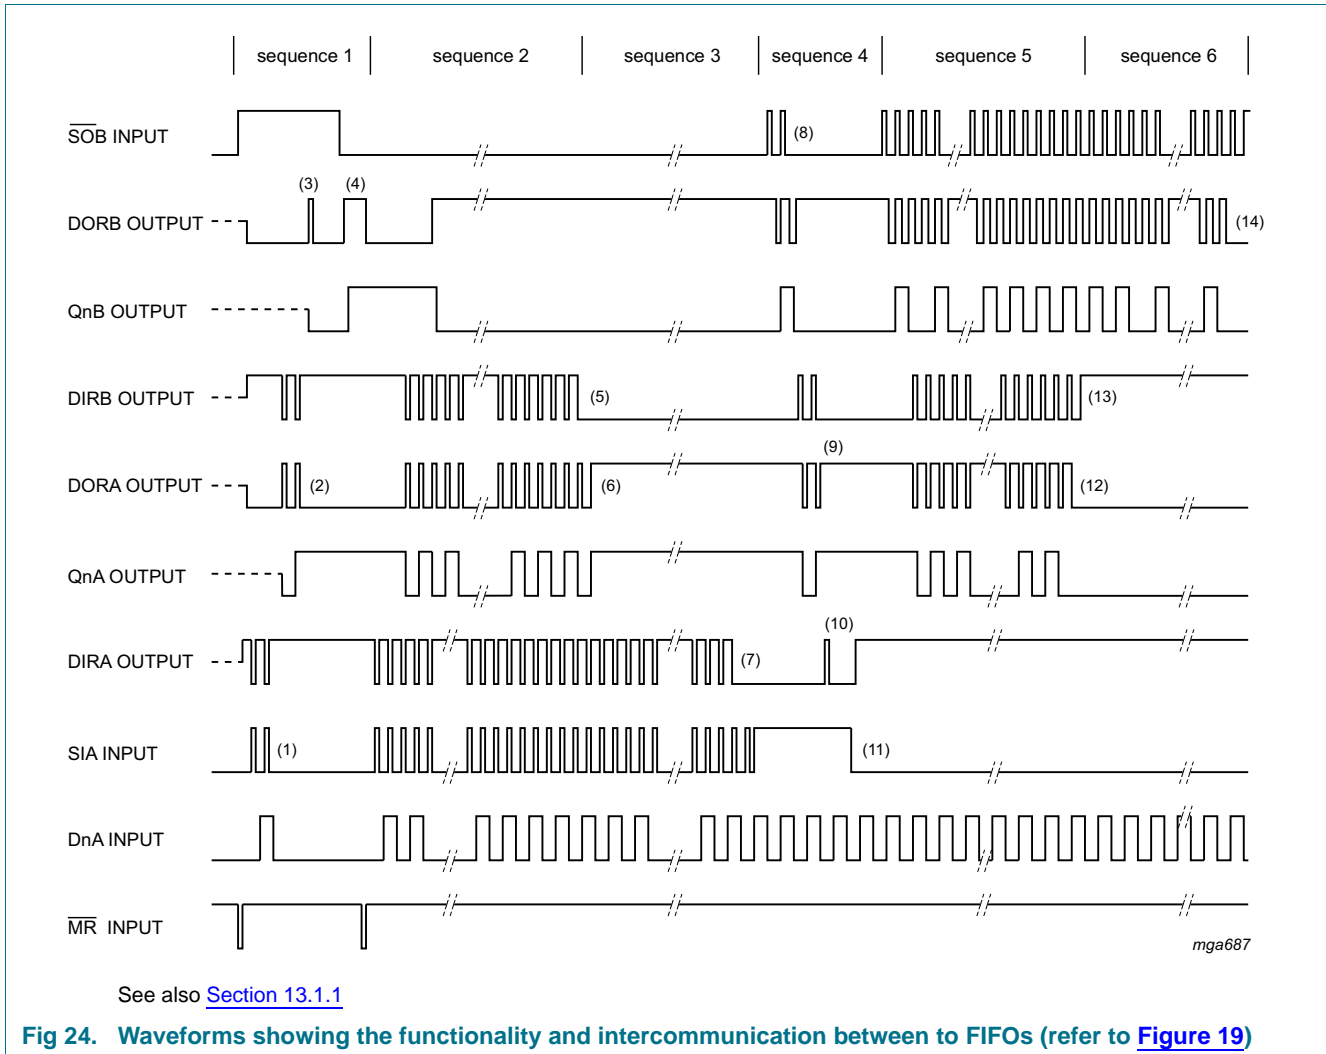 sequence 1 sequence 2 sequence 3 sequence 4 sequence 5 sequence 6
SOB INPUT (8)
(3) (4)
DORB OUTPUT (14)
QnB OUTPUT
DIRB OUTPUT (5) (13)
(9)
DORA OUTPUT (2) (6) (12)
QnA OUTPUT
(10)
DIRA OUTPUT (7)
SIA INPUT (1) (11)
DnA INPUT
MR INPUT
mga687
See also Section 13.1.1
Fig 24. Waveforms showing the functionality and intercommunication between to FIFOs (refer to Figure 19)